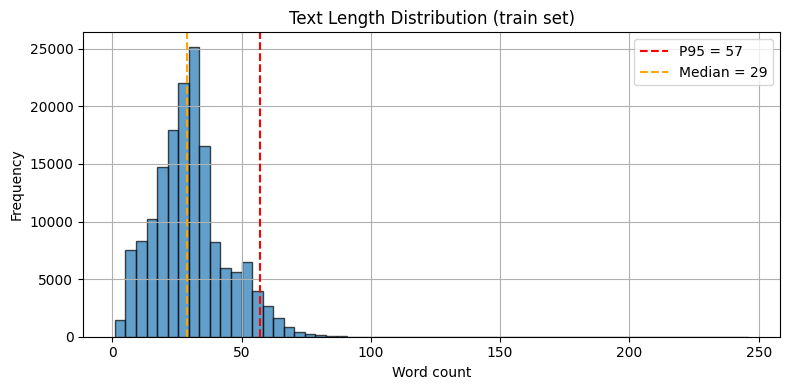 Text Length Distribution (train set)
P95 = 57
Median = 29
Frequency
25000
20000
15000
10000
5000
0
0 50 100 150 200 250
Word count